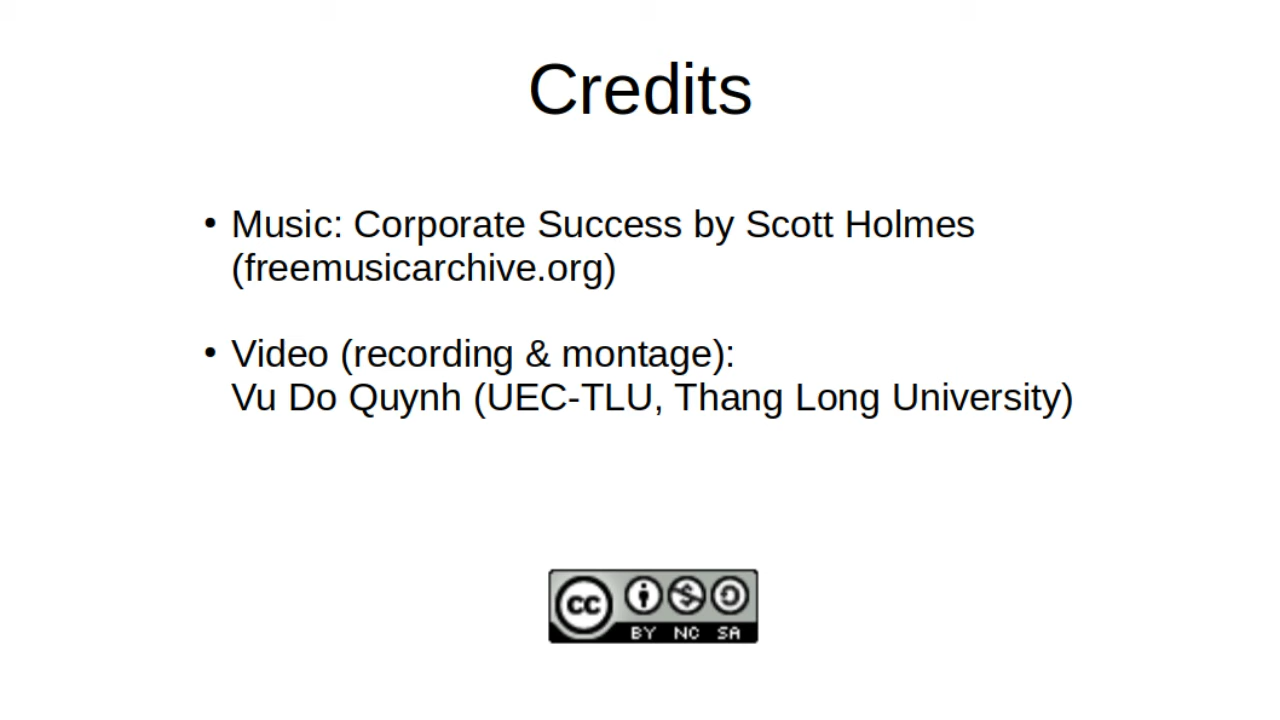 Credits
• Music: Corporate Success by Scott Holmes
(freemusicarchive.org)
• Video (recording & montage):
Vu Do Quynh (UEC-TLU, Thang Long University)
CC
BY NC SA